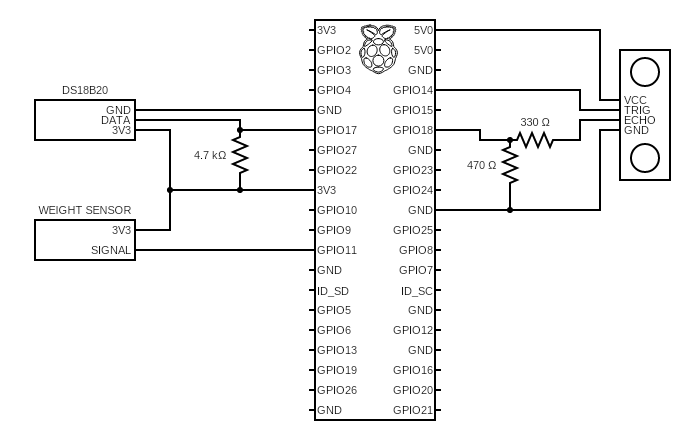 3V3 5V0
GPIO2 5V0
GPIO3 GND
DS18B20 GPIO4 GPIO14
GND GND GPIO15
DATA
3V3 GPIO17 GPIO18
GPIO27 GND
4.7 kΩ
GPIO22 GPIO23
3V3 GPIO24
WEIGHT SENSOR GPIO10 GND
3V3 GPIO9 GPIO25
SIGNAL GPIO11 GPIO8
GND GPIO7
ID_SD ID_SC
GPIO5 GND
GPIO6 GPIO12
GPIO13 GND
GPIO19 GPIO16
GPIO26 GPIO20
GND GPIO21
330 Ω
470 Ω
VCC
TRIG
ECHO
GND